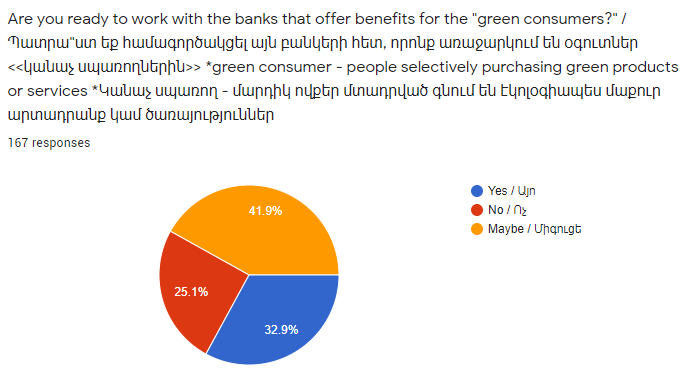 Are you ready to work with the banks that offer benefits for the "green consumers?" /
Պատրա"ստ եք համագործակցել այն բանկերի հետ, որոնք առաջարկում են օգուտներ
<<կանաչ սպառողներին>> *green consumer - people selectively purchasing green products
or services *Կանաչ սպառող - մարդիկ ովքեր մտադրված գնում են էկոլօգիապես մաքուր
արտադրանք կամ ծառայություններ
167 responses
Yes / Այո
No / Ոչ
Maybe / Միգուցե
41.9%
25.1%
32.9%